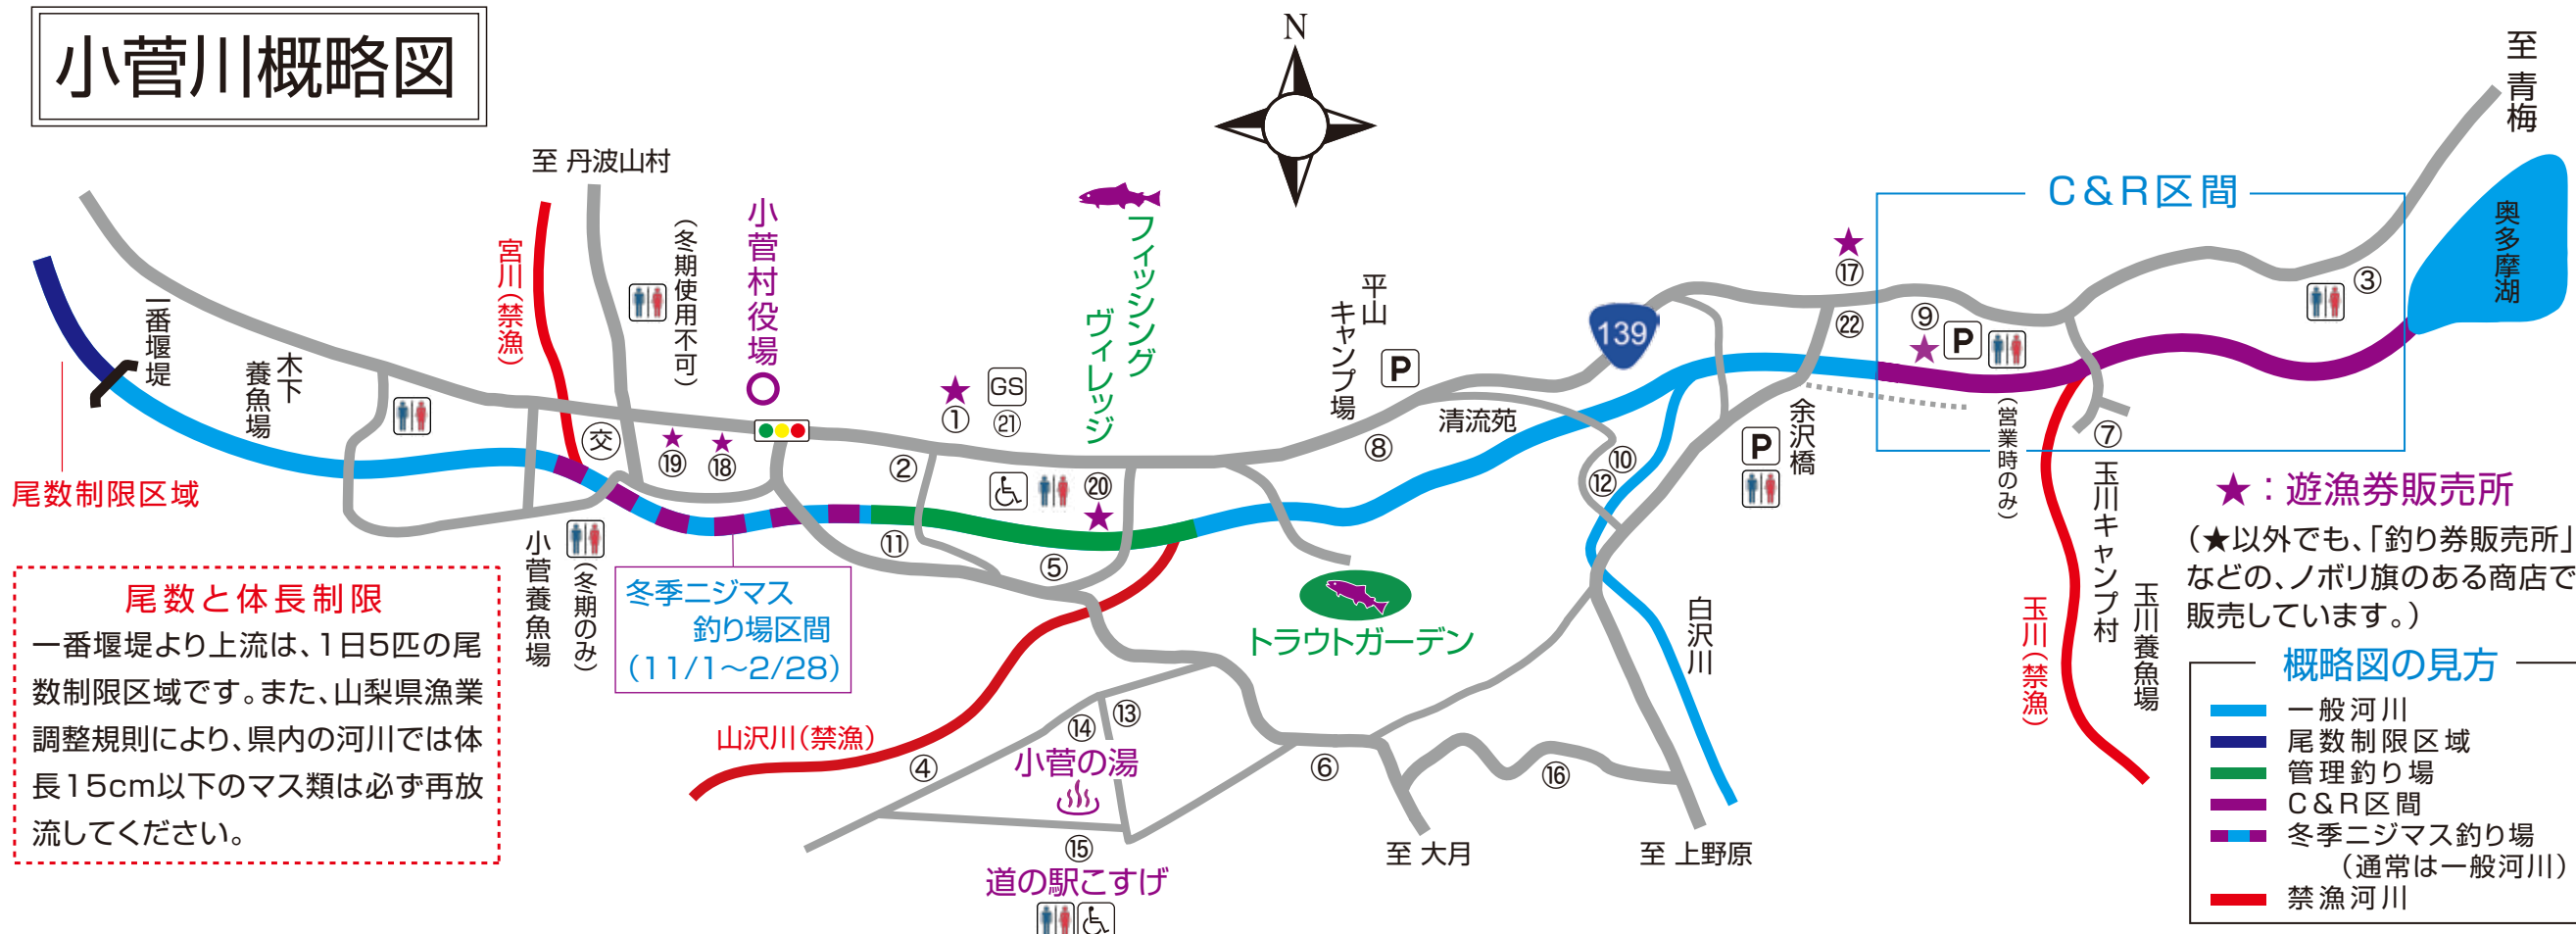 小菅川概略図
N
至 青梅
奥多摩湖
C&R区間
至 丹波山村
宮川(禁漁)
(冬期使用不可)
小菅村役場
フィッシング
ヴィレッジ
平山
キャンプ場
P
139
⑰
㉒
⑨
P
③
一番堰堤
木下
養魚場
交
⑲
⑱
①
GS
㉑
②
⑳
⑧
清流苑
⑩
⑫
余沢橋
P
(営業時のみ)
⑦
玉川キャンプ村
玉川養魚場
玉川(禁漁)
尾数制限区域
小菅養魚場
(冬期のみ)
⑪
⑤
冬季ニジマス
釣り場区間
(11/1～2/28)
トラウトガーデン
白沢川
山沢川(禁漁)
④
⑭
⑬
小菅の湯
⑥
⑯
⑮
道の駅こすげ
至 大月
至 上野原
尾数と体長制限
一番堰堤より上流は、1日5匹の尾
数制限区域です。また、山梨県漁業
調整規則により、県内の河川では体
長15cm以下のマス類は必ず再放
流してください。
★：遊漁券販売所
(★以外でも、「釣り券販売所」
などの、ノボリ旗のある商店で
販売しています。)
概略図の見方
一般河川
尾数制限区域
管理釣り場
C&R区間
冬季ニジマス釣り場
(通常は一般河川)
禁漁河川